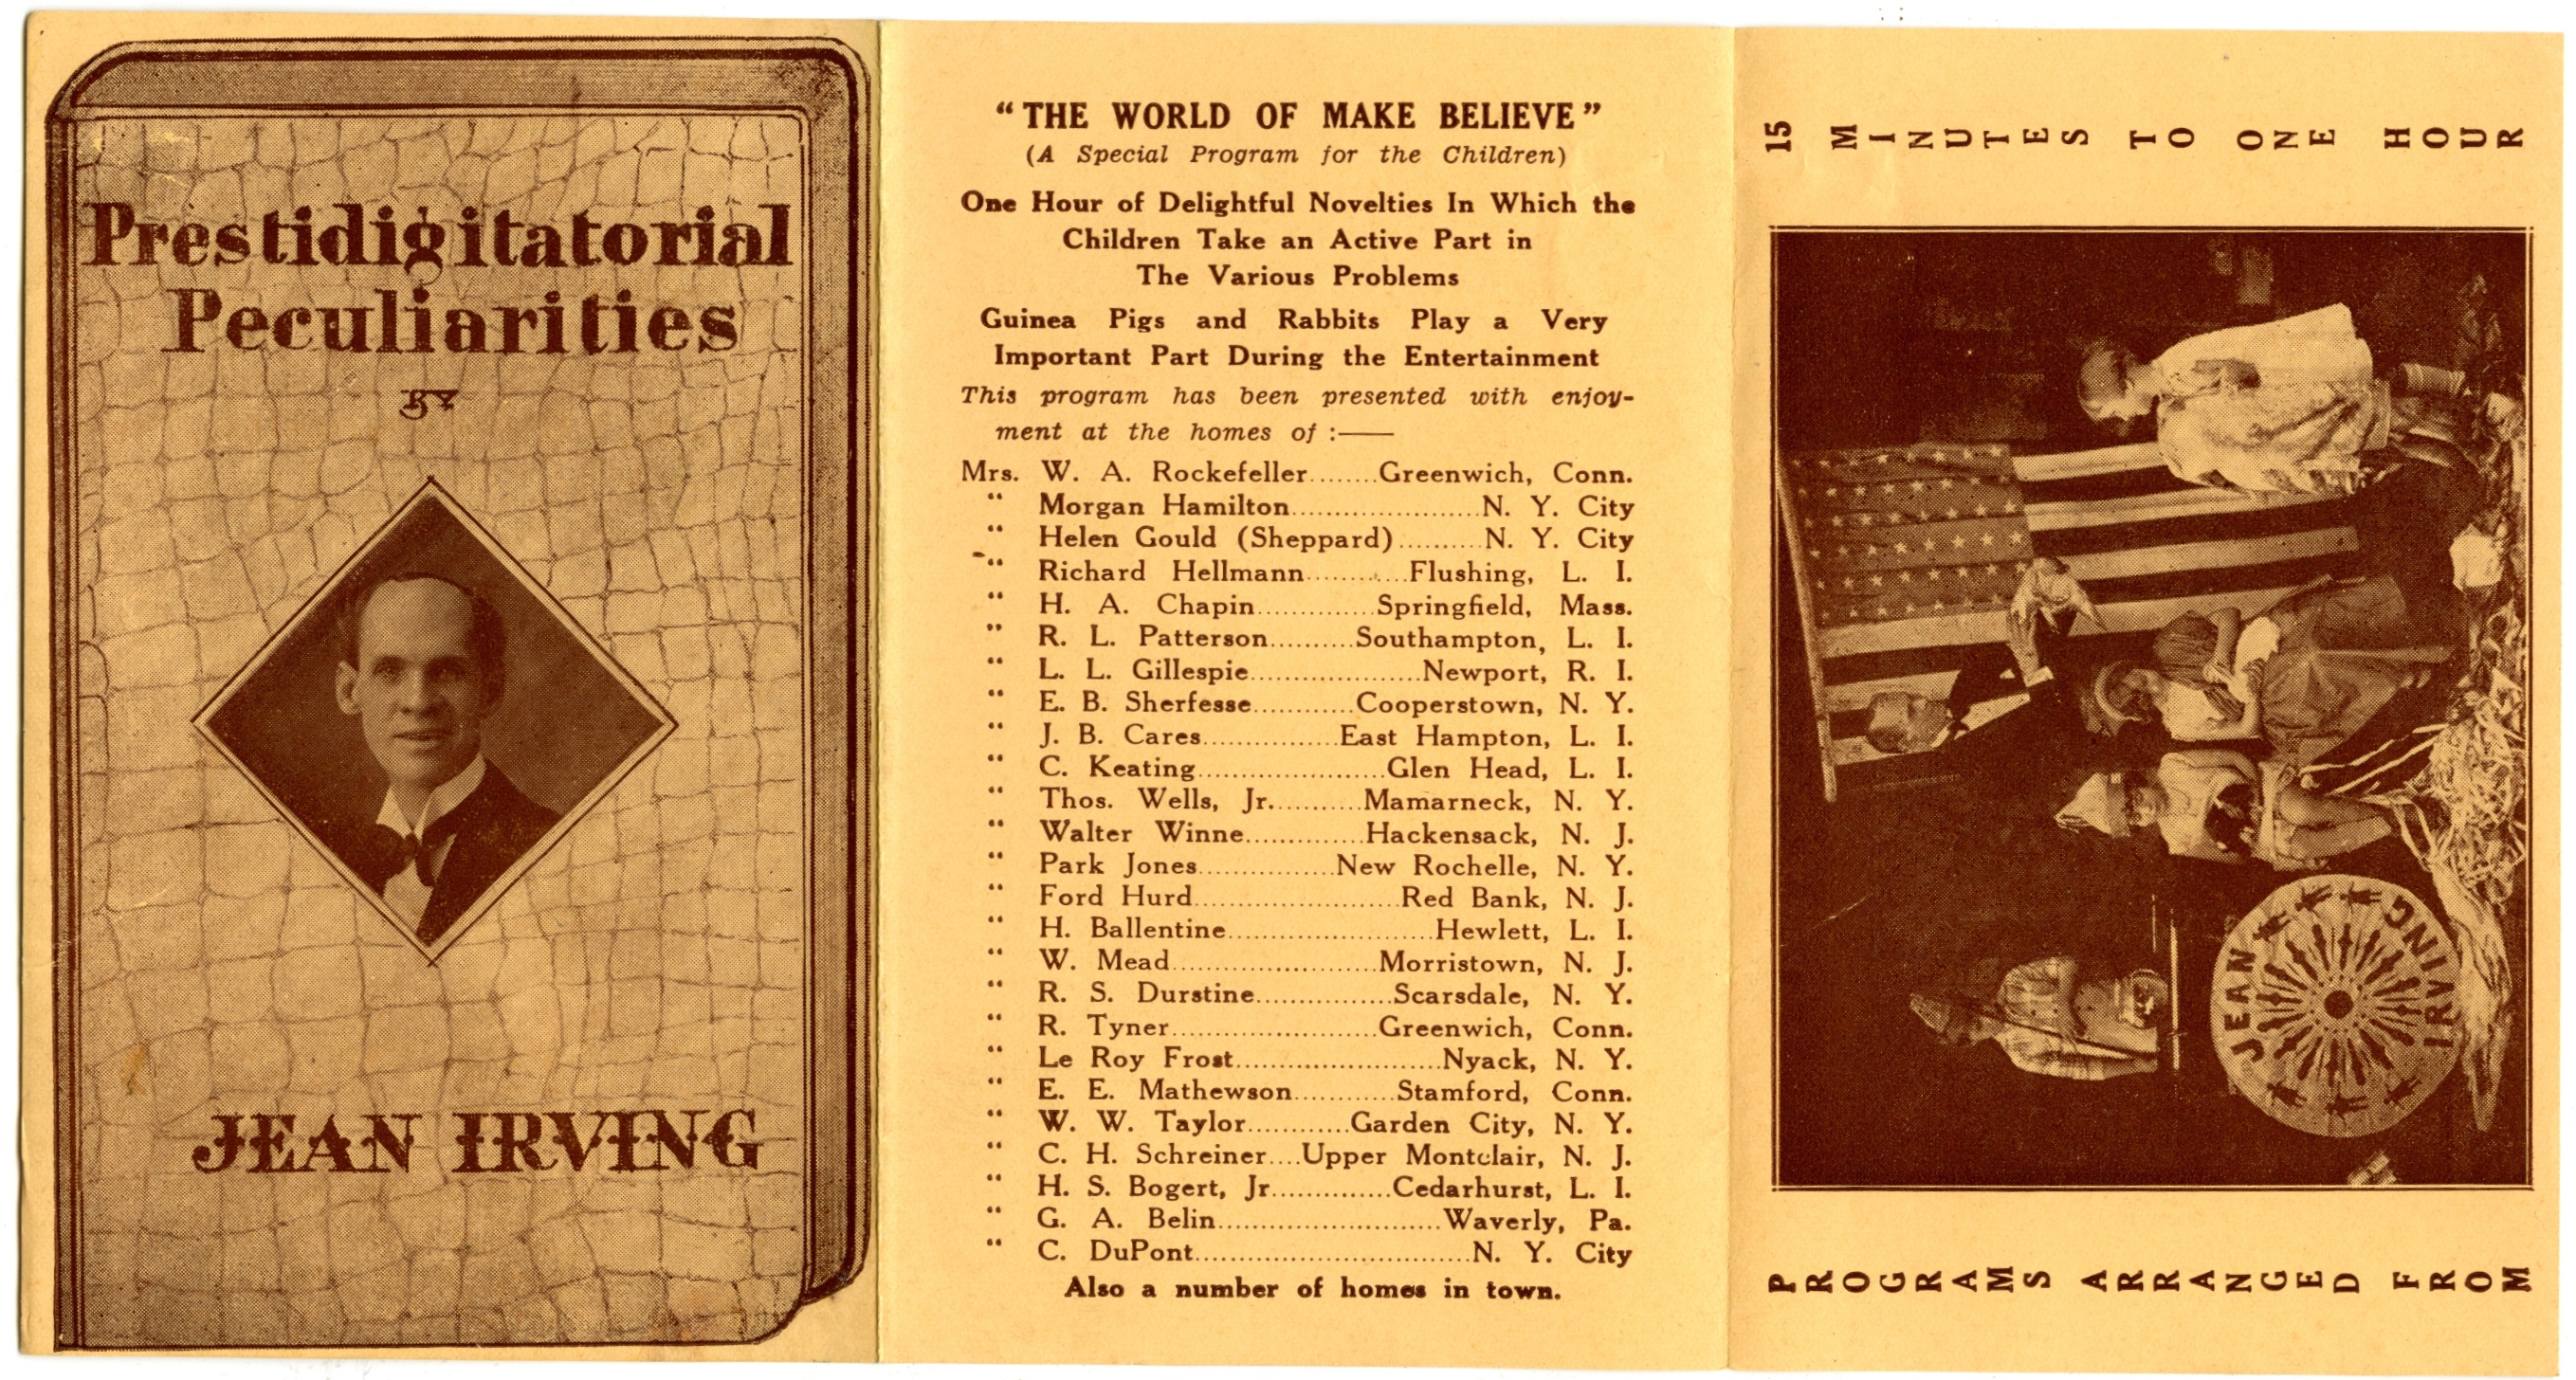 Prestidigitatorial
Peculiarities
BY
JEAN IRVING
“THE WORLD OF MAKE BELIEVE”
(A Special Program for the Children)
One Hour of Delightful Novelties In Which the
Children Take an Active Part in
The Various Problems
Guinea Pigs and Rabbits Play a Very
Important Part During the Entertainment
This program has been presented with enjoy-
ment at the homes of :——
Mrs. W. A. Rockefeller........Greenwich, Conn.
“ Morgan Hamilton.......................N. Y. City
“ Helen Gould (Sheppard)..........N. Y. City
“ Richard Hellmann............Flushing, L. I.
“ H. A. Chapin..............Springfield, Mass.
“ R. L. Patterson..........Southampton, L. I.
“ L. L. Gillespie.....................Newport, R. I.
“ E. B. Sherfesse............Cooperstown, N. Y.
“ J. B. Cares................East Hampton, L. I.
“ C. Keating.......................Glen Head, L. I.
“ Thos. Wells, Jr...........Mamarneck, N. Y.
“ Walter Winne..............Hackensack, N. J.
“ Park Jones................New Rochelle, N. Y.
“ Ford Hurd.........................Red Bank, N. J.
“ H. Ballentine.........................Hewlett, L. I.
“ W. Mead.........................Morristown, N. J.
“ R. S. Durstine................Scarsdale, N. Y.
“ R. Tyner.........................Greenwich, Conn.
“ Le Roy Frost.........................Nyack, N. Y.
“ E. E. Mathewson............Stamford, Conn.
“ W. W. Taylor............Garden City, N. Y.
“ C. H. Schreiner....Upper Montclair, N. J.
“ H. S. Bogert, Jr..............Cedarhurst, L. I.
“ G. A. Belin...........................Waverly, Pa.
“ C. DuPont.................................N. Y. City
Also a number of homes in town.
PROGRAMS ARRANGED FROM
JEAN IRVING
15 MINUTES TO ONE HOUR